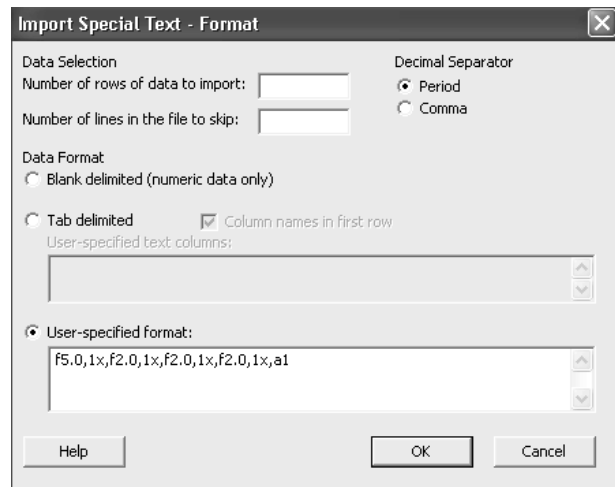 Import Special Text - Format
Data Selection
Number of rows of data to import:
Number of lines in the file to skip:
Decimal Separator
Period
Comma
Data Format
Blank delimited (numeric data only)
Tab delimited
Column names in first row
User-specified text columns:
User-specified format:
f5.0,1x,f2.0,1x,f2.0,1x,f2.0,1x,a1
Help
OK
Cancel